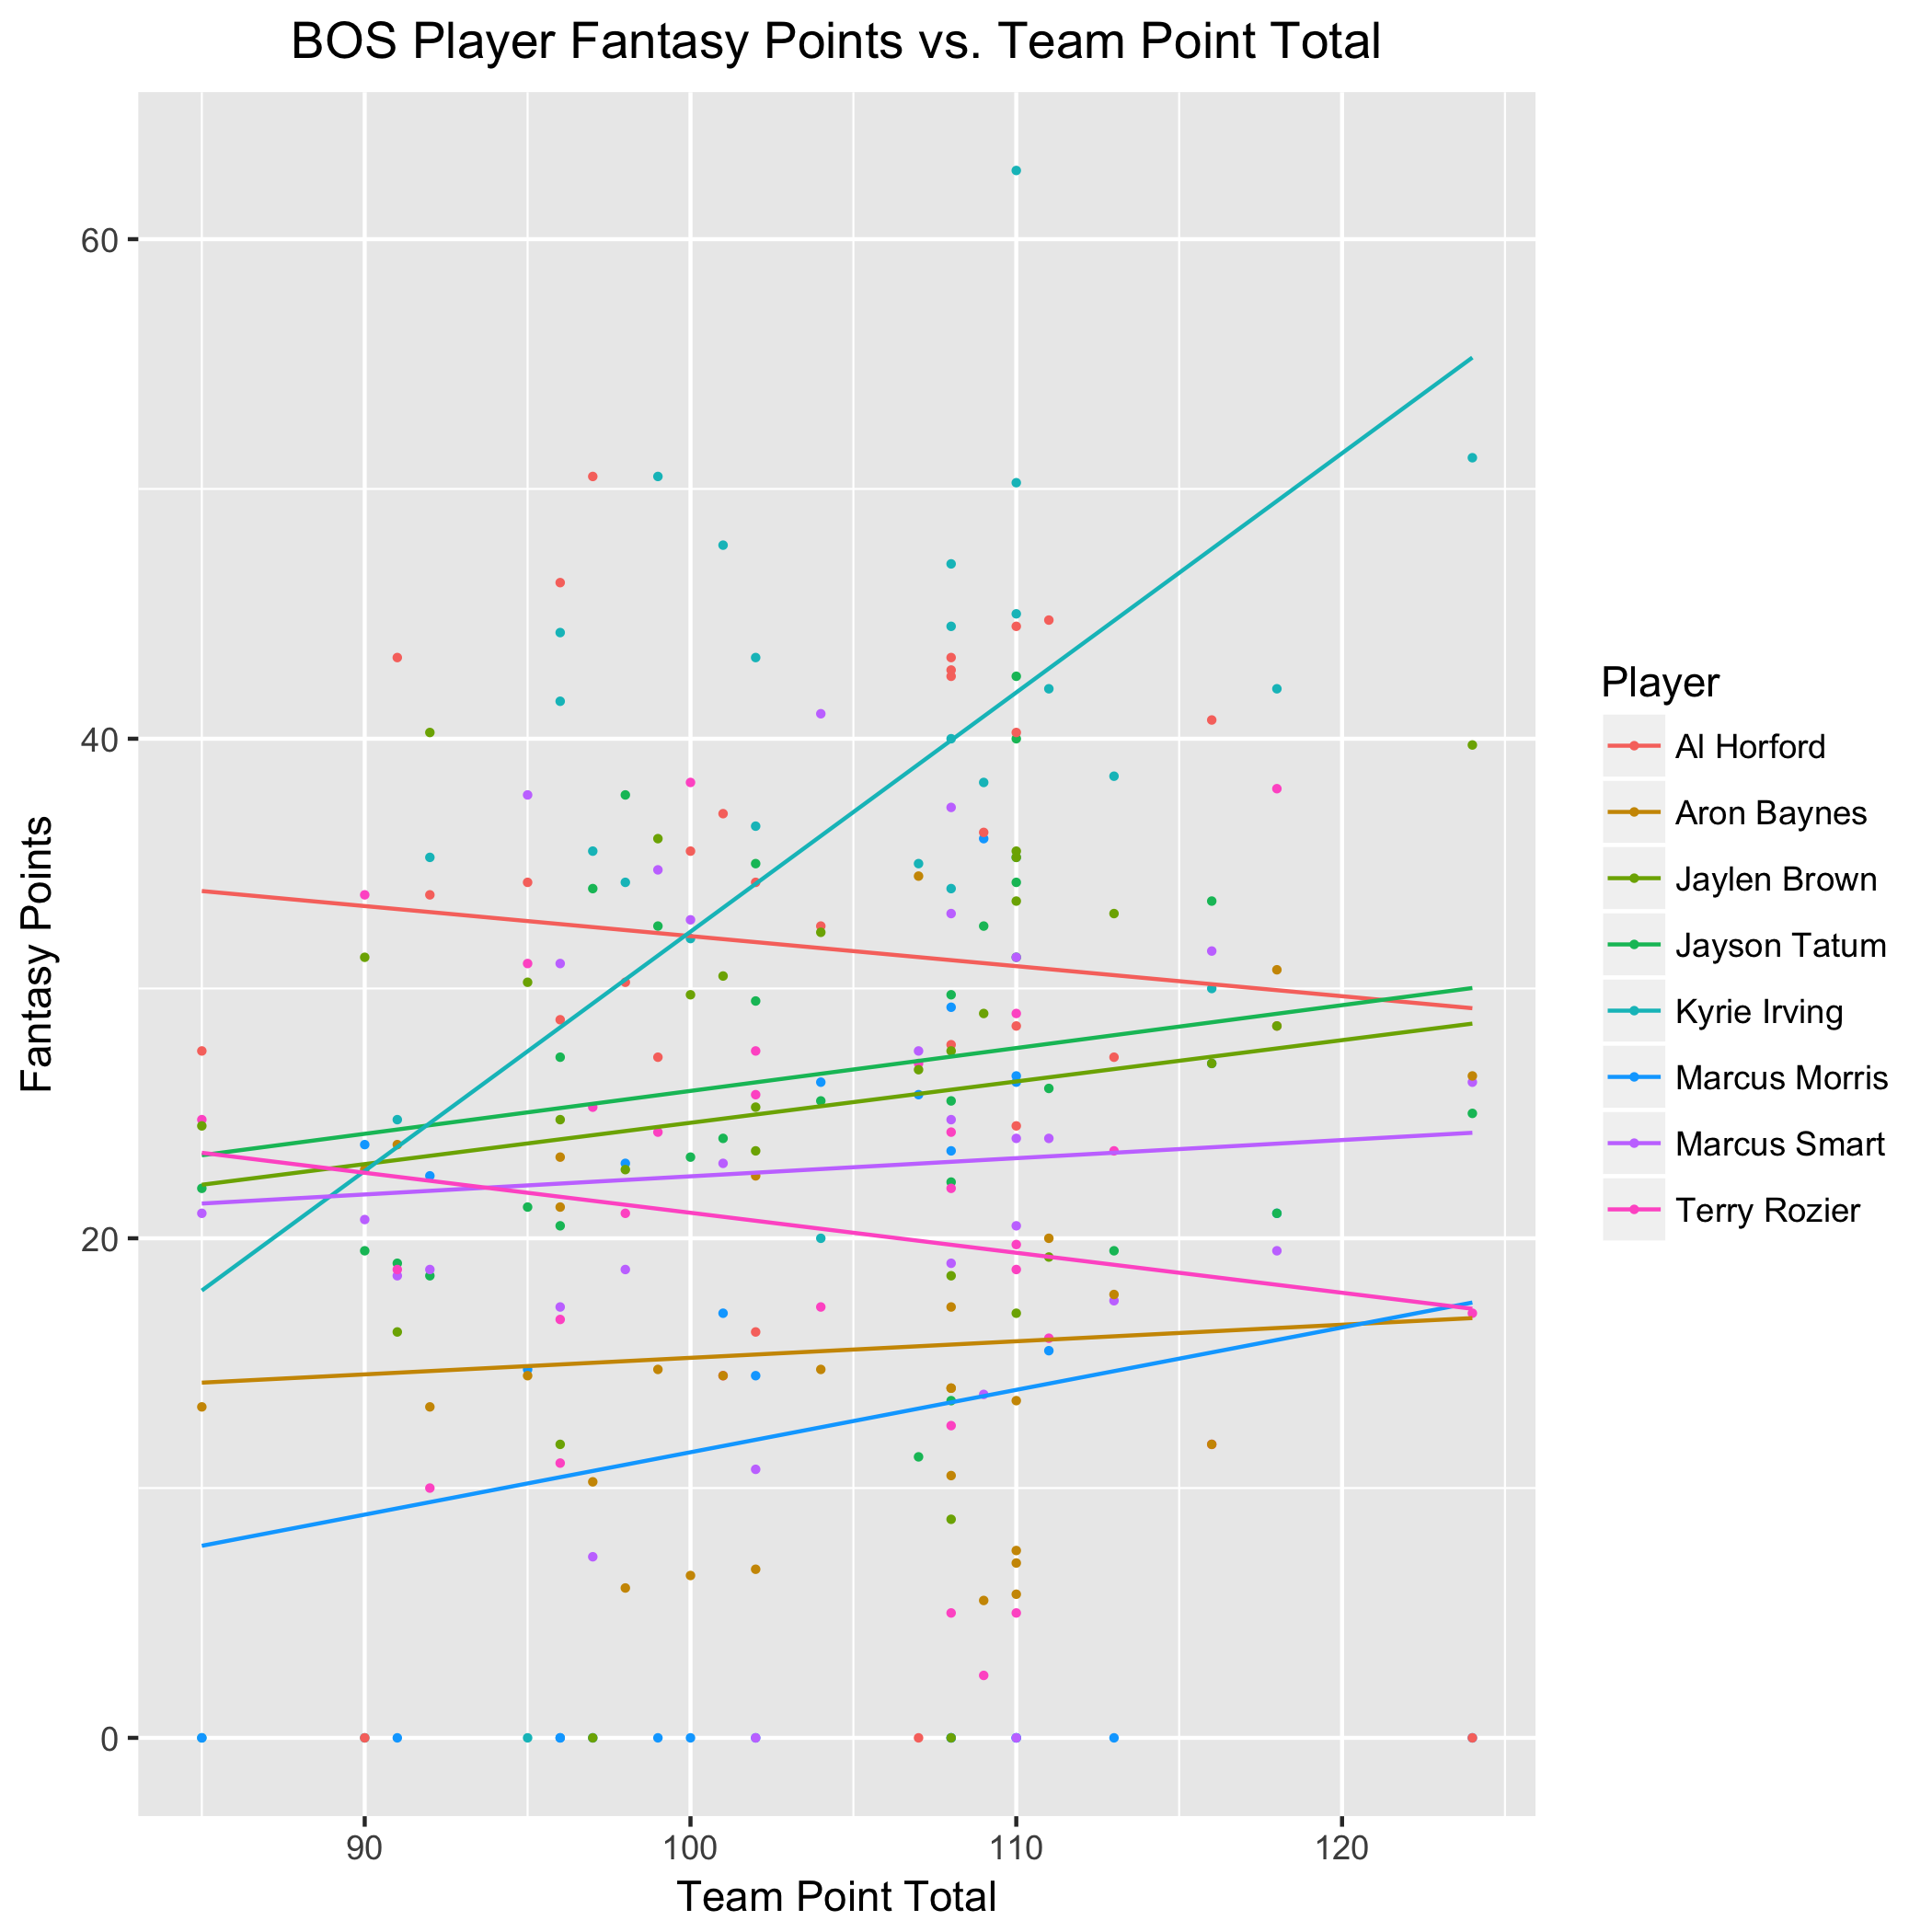 BOS Player Fantasy Points vs. Team Point Total
Fantasy Points
60
40
20
0
90 100 110 120
Team Point Total
Player
Al Horford
Aron Baynes
Jaylen Brown
Jayson Tatum
Kyrie Irving
Marcus Morris
Marcus Smart
Terry Rozier